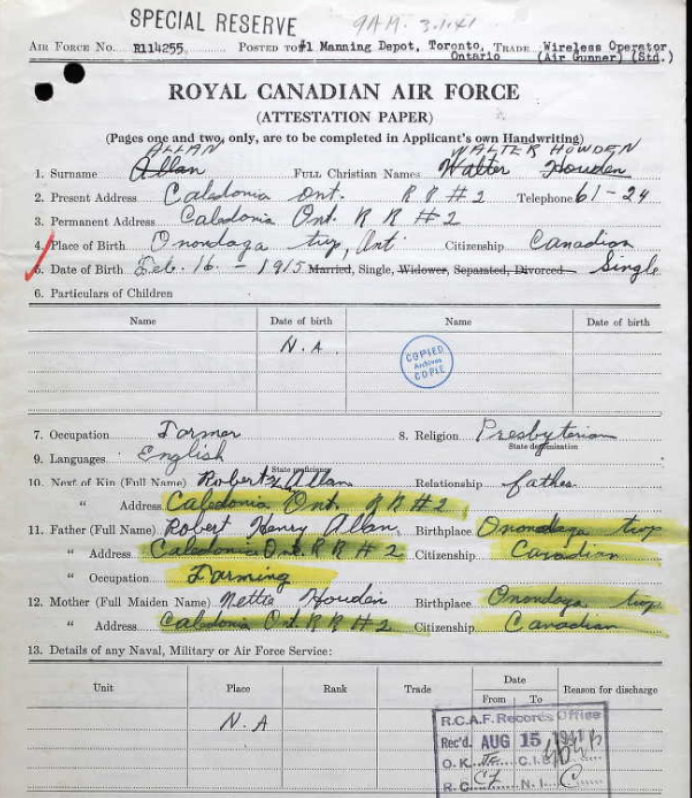 SPECIAL RESERVE
AIR FORCE No. R114255 POSTED TO #1 Manning Depot, Toronto, Ontario TRADE Wireless Operator (Air Gunner) (Std.)
ROYAL CANADIAN AIR FORCE
(ATTESTATION PAPER)
(Pages one and two, only, are to be completed in Applicant's own Handwriting)
ALLAN WALTER HOWDEN
1. Surname Allan FULL Christian Names Walter Howden
2. Present Address Caledonia Ont. R R #2 Telephone 61-24
3. Permanent Address Caledonia Ont. R R #2
4. Place of Birth Onondaga twp, Ont Citizenship Canadian
5. Date of Birth Feb. 16 - 1915 Married, Single, Widower, Separated, Divorced Single
6. Particulars of Children
Name Date of birth Name Date of birth
N.A.
COPIED
Archives
COPIE
7. Occupation Farmer 8. Religion Presbyterian
State denomination
9. Languages English
State proficiency
10. Next of Kin (Full Name) Robert Allan Relationship father
" Address Caledonia Ont. R R #2
11. Father (Full Name) Robert Henry Allan Birthplace Onondaga twp
" Address Caledonia Ont. R R #2 Citizenship Canadian
" Occupation Farming
12. Mother (Full Maiden Name) Nettie Howden Birthplace Onondaga twp
" Address Caledonia Ont. R R #2 Citizenship Canadian
13. Details of any Naval, Military or Air Force Service:
Unit Place Rank Trade Date Reason for discharge
From To
N.A
R.C.A.F. Records Office
Rec'd. AUG 15
O.K. C.I.
R.C. N.I. C